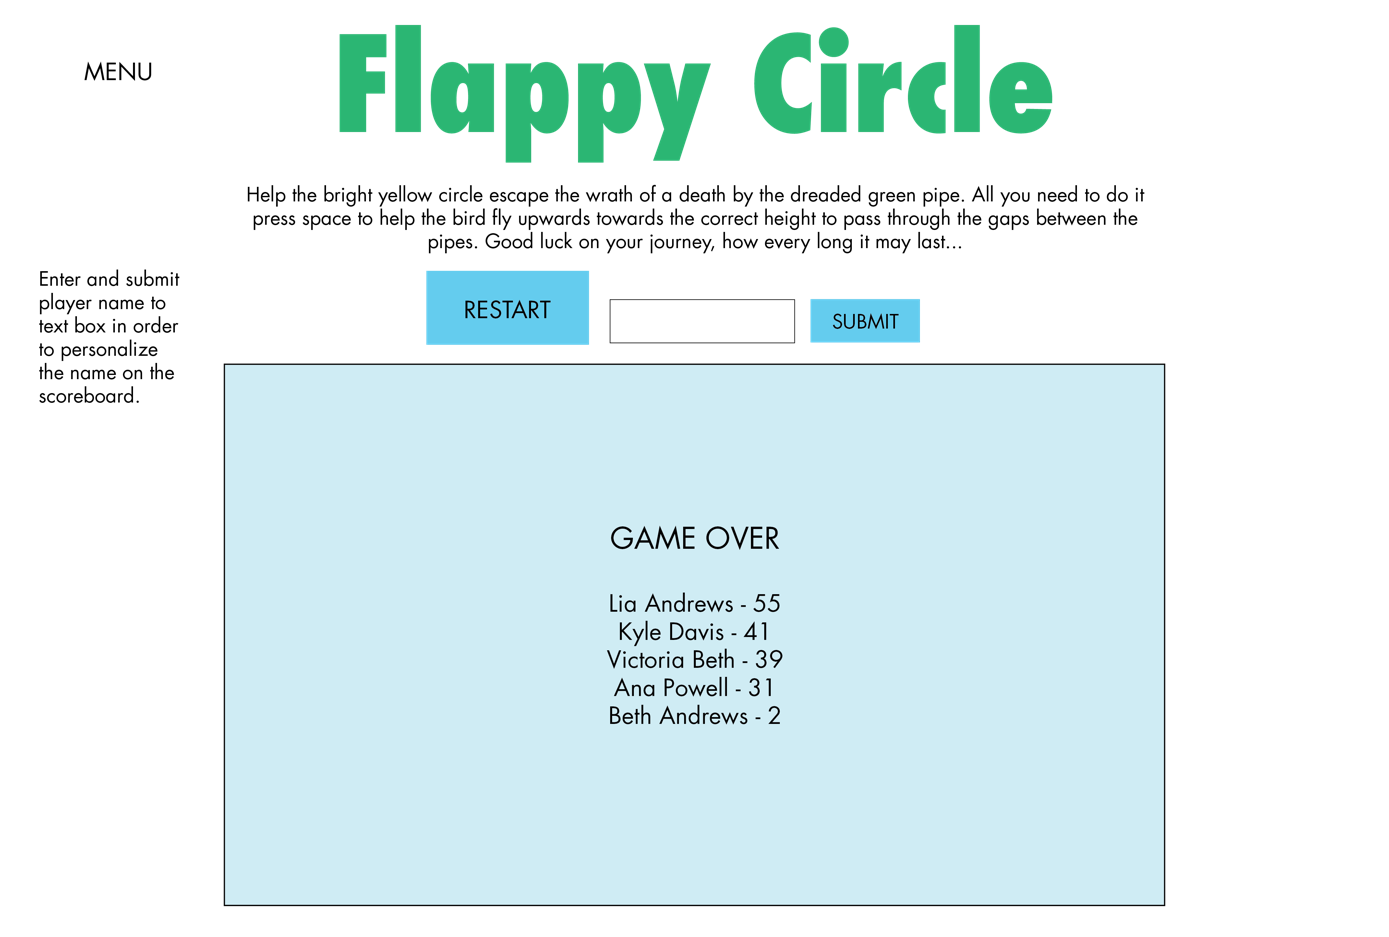 MENU
Flappy Circle
Help the bright yellow circle escape the wrath of a death by the dreaded green pipe. All you need to do it
press space to help the bird fly upwards towards the correct height to pass through the gaps between the
pipes. Good luck on your journey, how every long it may last...
Enter and submit
player name to
text box in order
to personalize
the name on the
scoreboard.
RESTART
SUBMIT
GAME OVER
Lia Andrews - 55
Kyle Davis - 41
Victoria Beth - 39
Ana Powell - 31
Beth Andrews - 2